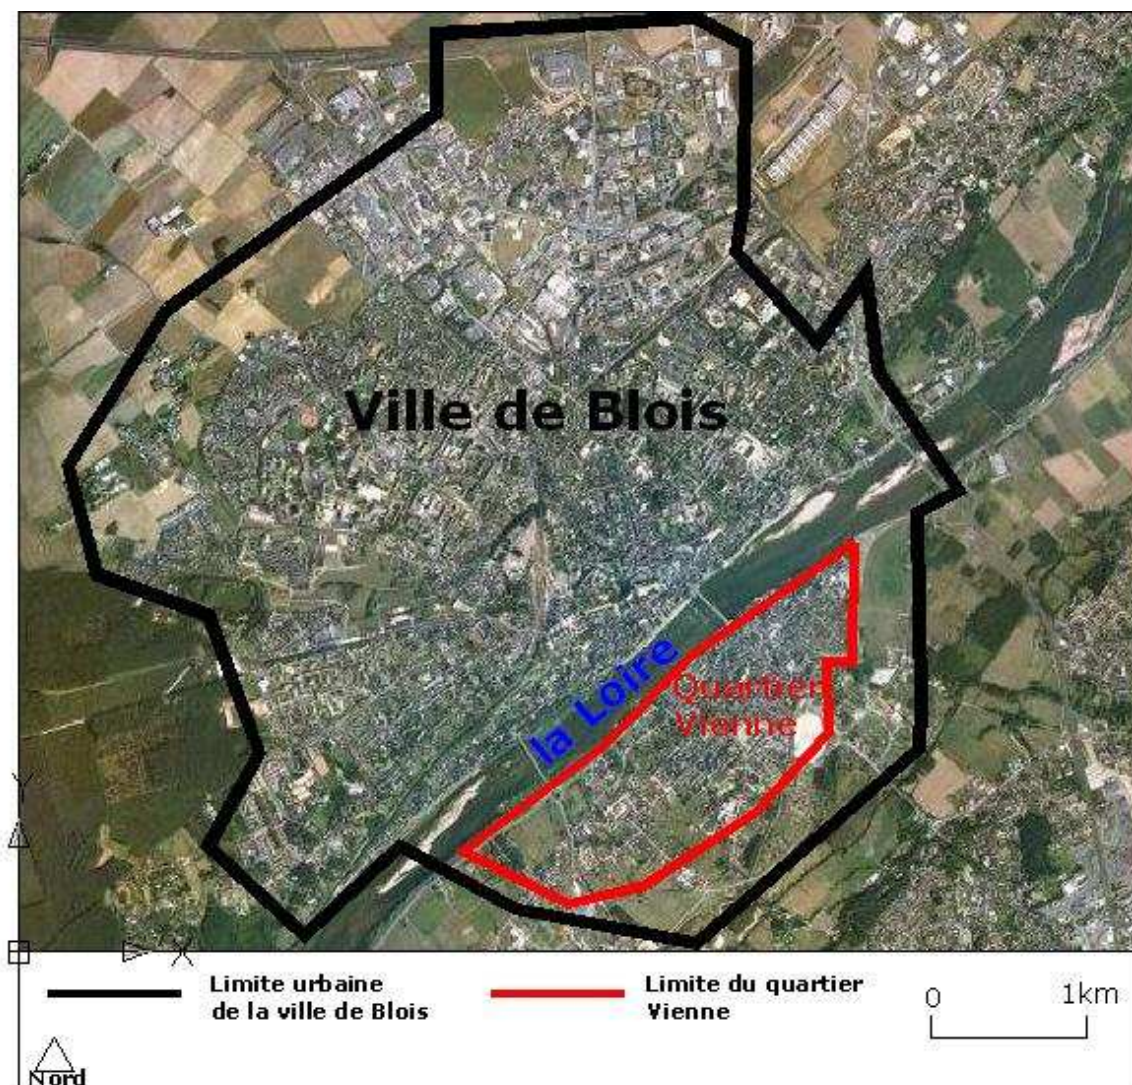 Ville de Blois
la Loire
Quartier
Vienne
Y
X
Limite urbaine
de la ville de Blois
Limite du quartier
Vienne
0 1km
Nord